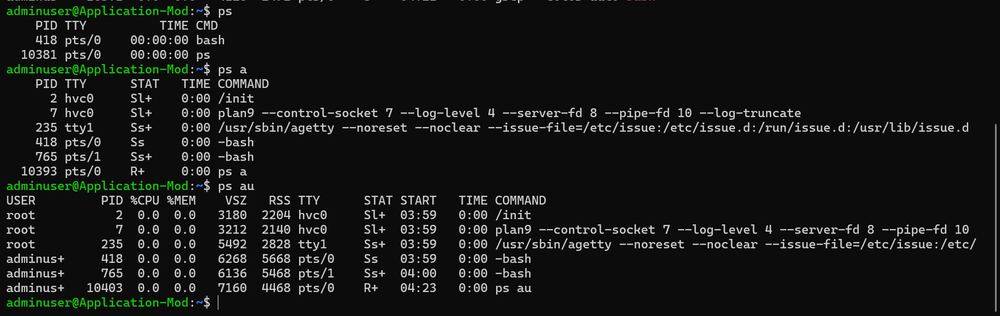 adminuser@Application-Mod:~$ ps
    PID TTY          TIME CMD
    418 pts/0    00:00:00 bash
  10381 pts/0    00:00:00 ps
adminuser@Application-Mod:~$ ps a
    PID TTY      STAT   TIME COMMAND
      2 hvc0     Sl+    0:00 /init
      7 hvc0     Sl+    0:00 plan9 --control-socket 7 --log-level 4 --server-fd 8 --pipe-fd 10 --log-truncate
    235 tty1     Ss+    0:00 /usr/sbin/agetty --noreset --noclear --issue-file=/etc/issue:/etc/issue.d:/run/issue.d:/usr/lib/issue.d
    418 pts/0    Ss     0:00 -bash
    765 pts/1    Ss+    0:00 -bash
  10393 pts/0    R+     0:00 ps a
adminuser@Application-Mod:~$ ps au
USER         PID %CPU %MEM    VSZ   RSS TTY      STAT START   TIME COMMAND
root           2  0.0  0.0   3180  2204 hvc0     Sl+  03:59   0:00 /init
root           7  0.0  0.0   3212  2140 hvc0     Sl+  03:59   0:00 plan9 --control-socket 7 --log-level 4 --server-fd 8 --pipe-fd 10
root         235  0.0  0.0   5492  2828 tty1     Ss+  03:59   0:00 /usr/sbin/agetty --noreset --noclear --issue-file=/etc/issue:/etc/
adminus+     418  0.0  0.0   6268  5668 pts/0    Ss   03:59   0:00 -bash
adminus+     765  0.0  0.0   6136  5468 pts/1    Ss+  04:00   0:00 -bash
adminus+   10403  0.0  0.0   7160  4468 pts/0    R+   04:23   0:00 ps au
adminuser@Application-Mod:~$